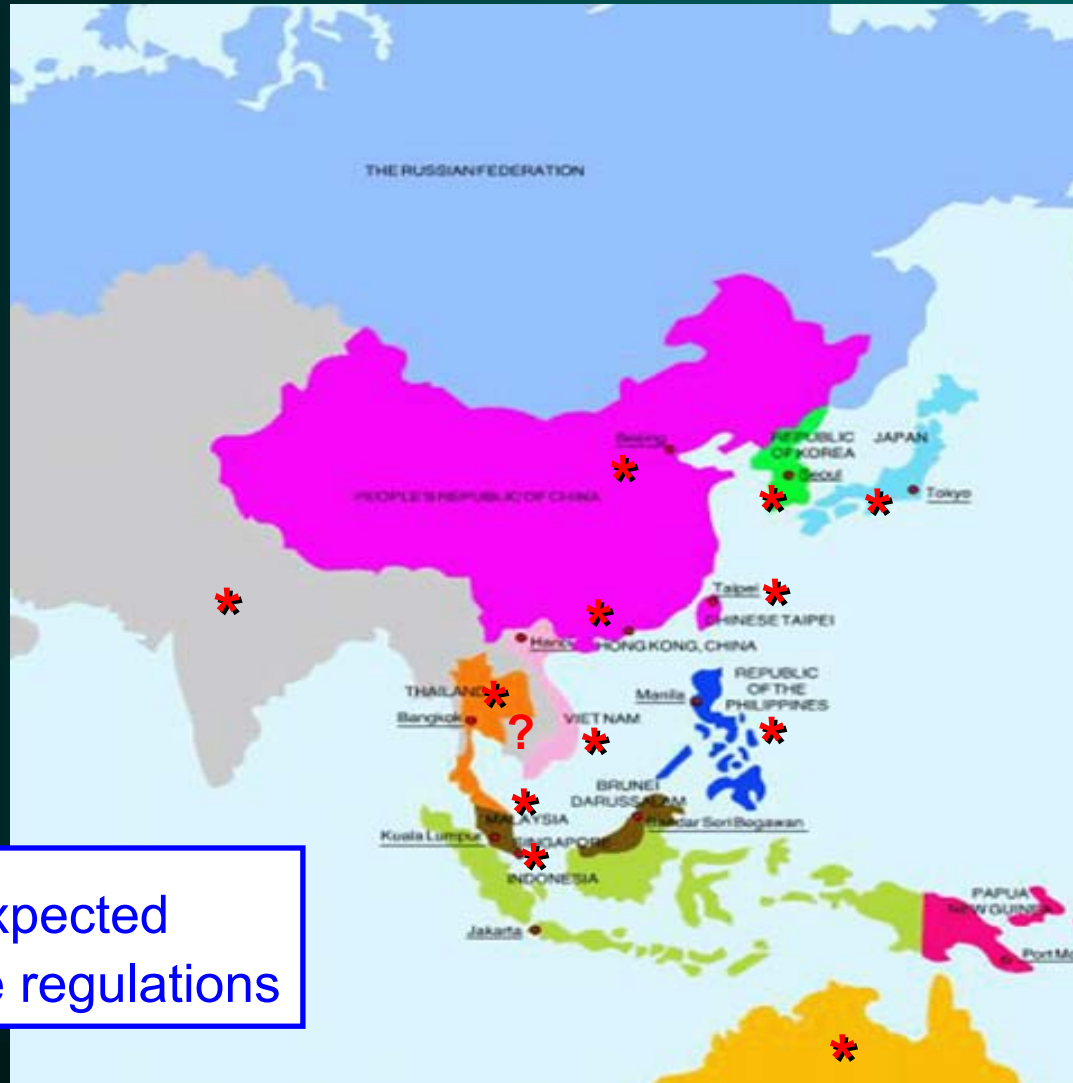 THE RUSSIAN FEDERATION
Beijing
REPUBLIC
OF KOREA
JAPAN
Seoul
Tokyo
PEOPLE'S REPUBLIC OF CHINA
*
*
*
*
*
Taipei
*
CHINESE TAIPEI
Hanoi
HONG KONG, CHINA
THAILAND
*
Manila
REPUBLIC
OF THE
PHILIPPINES
Bangkok
?
VIET NAM
*
*
*
BRUNEI
DARUSSALAM
MALAYSIA
Bandar Seri Begawan
Kuala Lumpur
SINGAPORE
*
INDONESIA
xpected
e regulations
Jakarta
PAPUA
NEW GUINEA
Port Mo
*